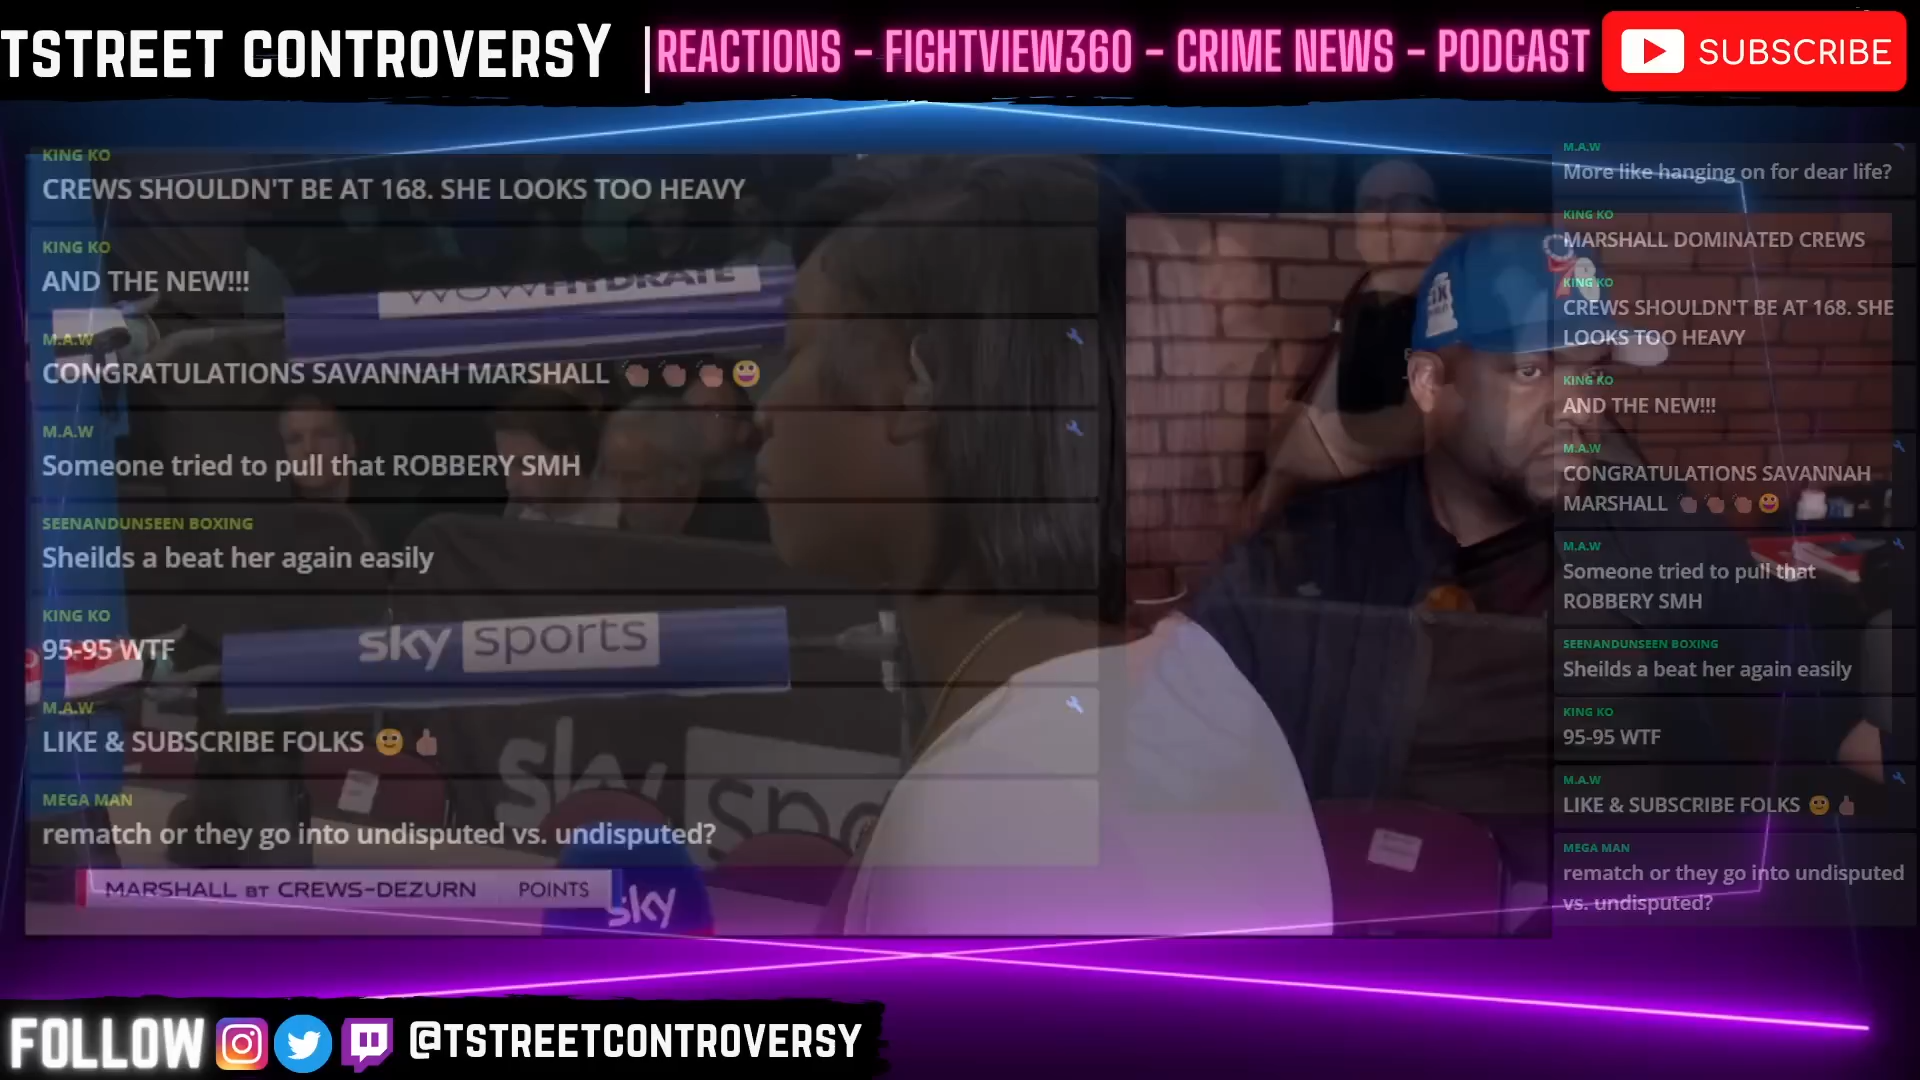 TSTREET CONTROVERSY | REACTIONS - FIGHTVIEW360 - CRIME NEWS - PODCAST
SUBSCRIBE
KING KO
CREWS SHOULDN'T BE AT 168. SHE LOOKS TOO HEAVY
KING KO
AND THE NEW!!!
M.A.W
CONGRATULATIONS SAVANNAH MARSHALL 👏🏾👏🏾👏🏾😀
M.A.W
Someone tried to pull that ROBBERY SMH
SEENANDUNSEEN BOXING
Sheilds a beat her again easily
KING KO
95-95 WTF
M.A.W
LIKE & SUBSCRIBE FOLKS 🙂👍🏾
MEGA MAN
rematch or they go into undisputed vs. undisputed?
WOWHYDRATE
sky sports
sky
MARSHALL BT CREWS-DEZURN POINTS
sky
M.A.W
More like hanging on for dear life?
KING KO
MARSHALL DOMINATED CREWS
KING KO
CREWS SHOULDN'T BE AT 168. SHE
LOOKS TOO HEAVY
KING KO
AND THE NEW!!!
M.A.W
CONGRATULATIONS SAVANNAH
MARSHALL 👏🏾👏🏾👏🏾😀
M.A.W
Someone tried to pull that
ROBBERY SMH
SEENANDUNSEEN BOXING
Sheilds a beat her again easily
KING KO
95-95 WTF
M.A.W
LIKE & SUBSCRIBE FOLKS 🙂👍🏾
MEGA MAN
rematch or they go into undisputed
vs. undisputed?
FOLLOW @TSTREETCONTROVERSY